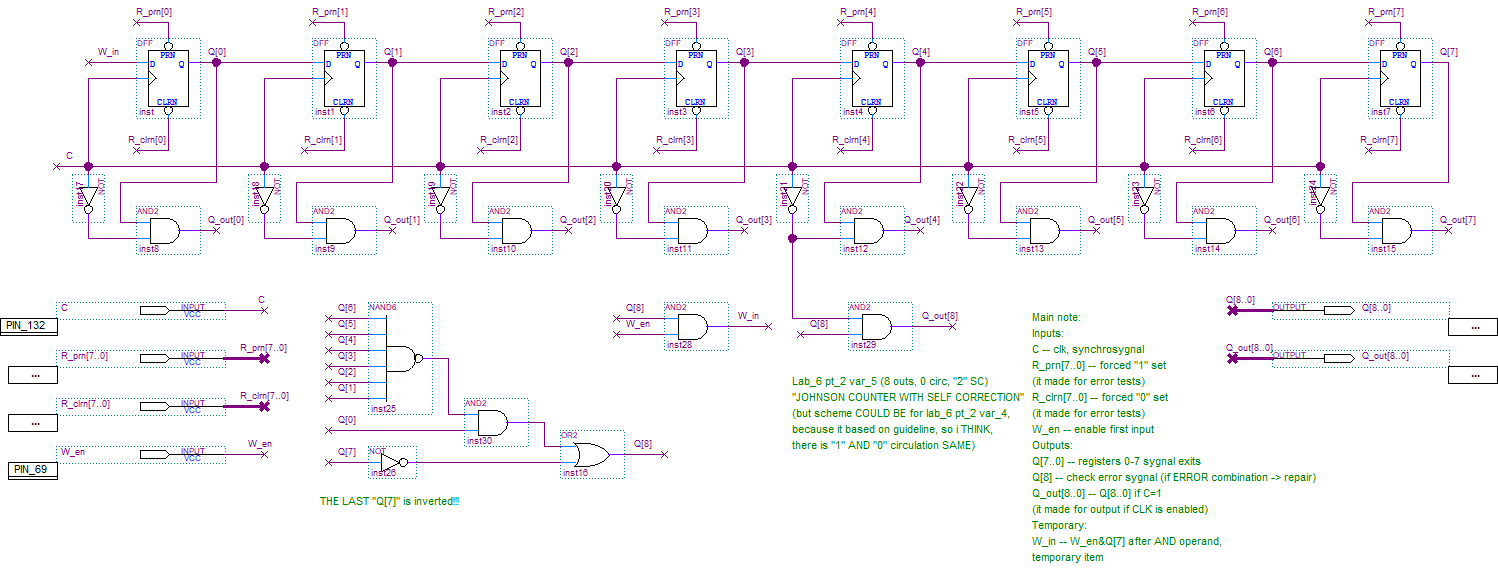 R_prn[0] R_prn[1] R_prn[2] R_prn[3] R_prn[4] R_prn[5] R_prn[6] R_prn[7]
DFF DFF DFF DFF DFF DFF DFF DFF
W_in Q[0] Q[1] Q[2] Q[3] Q[4] Q[5] Q[6] Q[7]
PRN PRN PRN PRN PRN PRN PRN PRN
D Q D Q D Q D Q D Q D Q D Q D Q
CLRN CLRN CLRN CLRN CLRN CLRN CLRN CLRN
inst inst1 inst2 inst3 inst4 inst5 inst6 inst7
R_clrn[0] R_clrn[1] R_clrn[2] R_clrn[3] R_clrn[4] R_clrn[5] R_clrn[6] R_clrn[7]
C
inst17 NOT inst18 NOT inst19 NOT inst20 NOT inst21 NOT inst22 NOT inst23 NOT inst24 NOT
AND2 AND2 AND2 AND2 AND2 AND2 AND2 AND2
Q_out[0] Q_out[1] Q_out[2] Q_out[3] Q_out[4] Q_out[5] Q_out[6] Q_out[7]
inst8 inst9 inst10 inst11 inst12 inst13 inst14 inst15
C INPUT VCC C
PIN_132
R_prn[7..0] INPUT VCC R_prn[7..0]
...
R_clrn[7..0] INPUT VCC R_clrn[7..0]
...
W_en INPUT VCC W_en
PIN_69
NAND6
Q[6]
Q[5]
Q[4]
Q[3]
Q[2]
Q[1]
inst25
Q[0]
AND2
inst30
Q[7]
NOT
inst26
OR2
Q[8]
inst16
THE LAST "Q[7]" is inverted!!!
AND2
Q[8]
W_en
W_in
inst28
AND2
Q[8]
Q_out[8]
inst29
Lab_6 pt_2 var_5 (8 outs, 0 circ, "2" SC)
"JOHNSON COUNTER WITH SELF CORRECTION"
(but scheme COULD BE for lab_6 pt_2 var_4,
because it based on guideline, so i THINK,
there is "1" AND "0" circulation SAME)
Main note:
Inputs:
C -- clk, synchrosygnal
R_prn[7..0] -- forced "1" set
(it made for error tests)
R_clrn[7..0] -- forced "0" set
(it made for error tests)
W_en -- enable first input
Outputs:
Q[7..0] -- registers 0-7 sygnal exits
Q[8] -- check error sygnal (if ERROR combination -> repair)
Q_out[8..0] -- Q[8..0] if C=1
(it made for output if CLK is enabled)
Temporary:
W_in -- W_en&Q[7] after AND operand,
temporary item
Q[8..0] OUTPUT Q[8..0]
...
Q_out[8..0] OUTPUT Q_out[8..0]
...